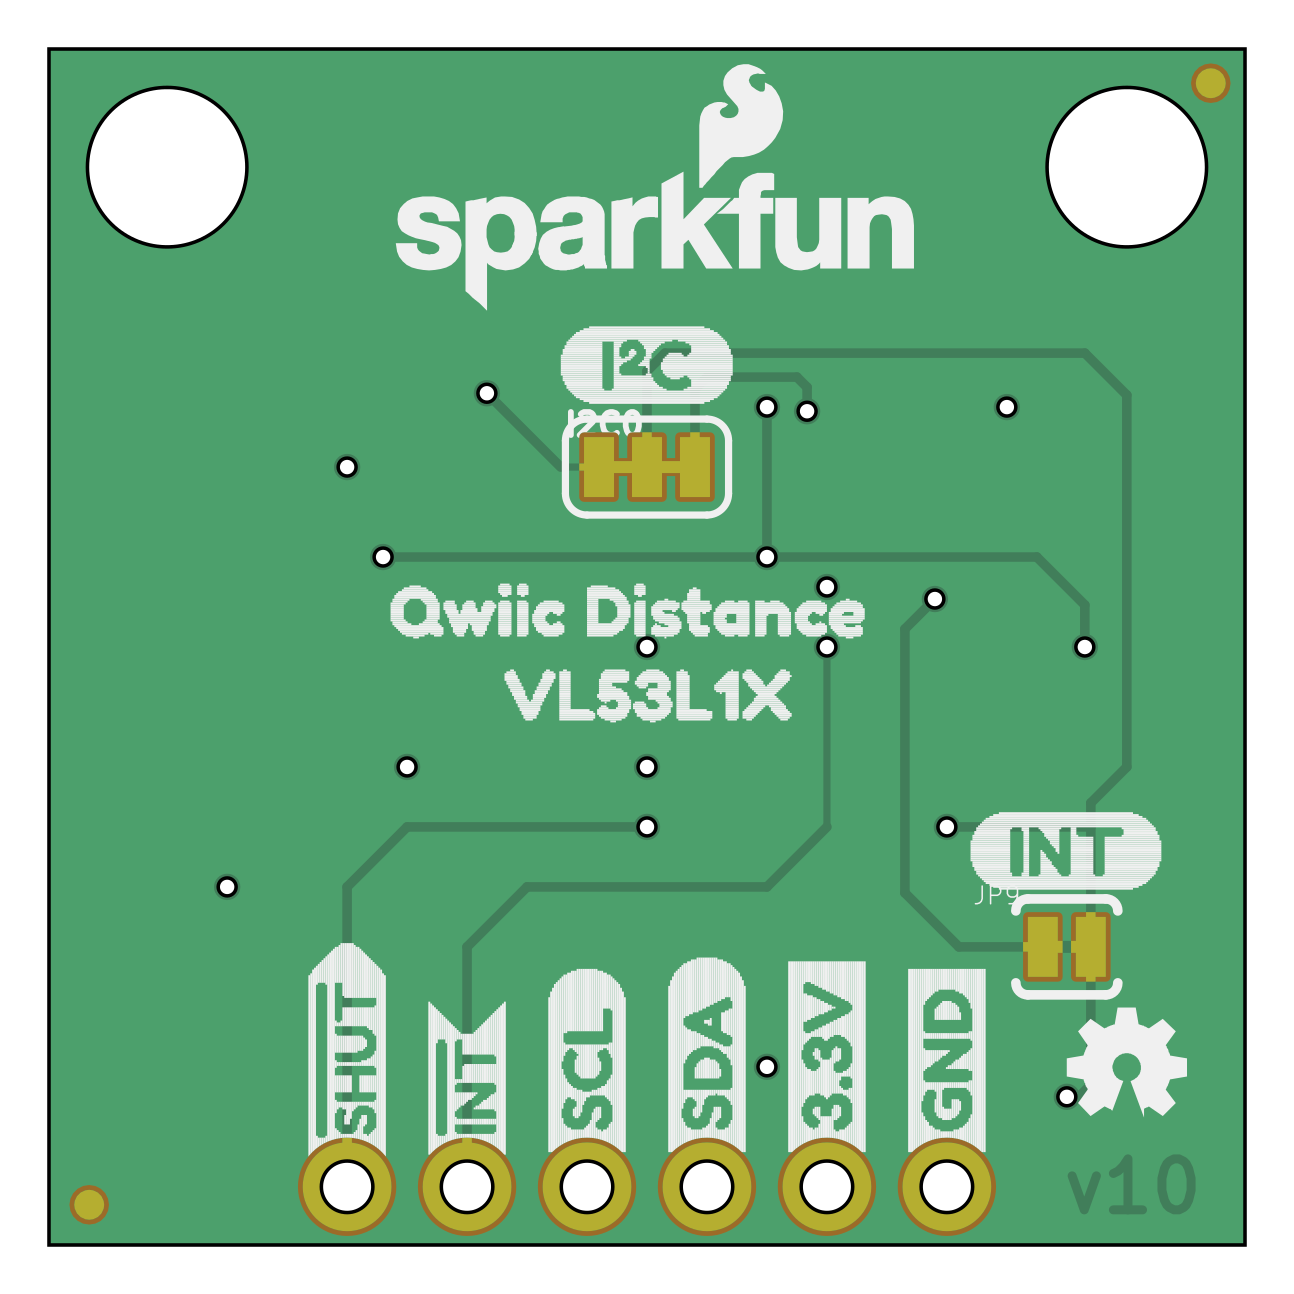 sparkfun
I²C
Qwiic Distance
VL53L1X
INT
JP9
SHUT
INT
SCL
SDA
3.3V
GND
v10